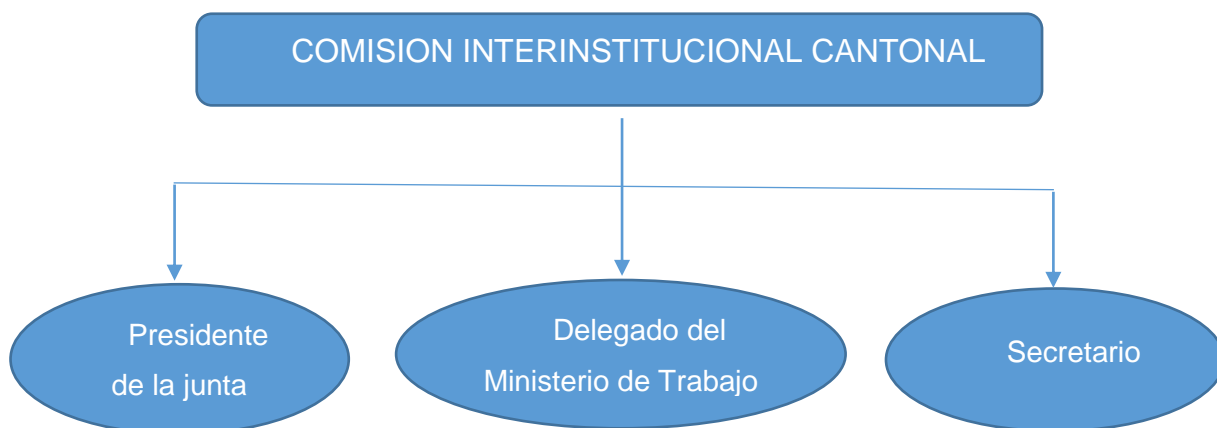 COMISION INTERINSTITUCIONAL CANTONAL
Presidente
de la junta
Delegado del
Ministerio de Trabajo
Secretario